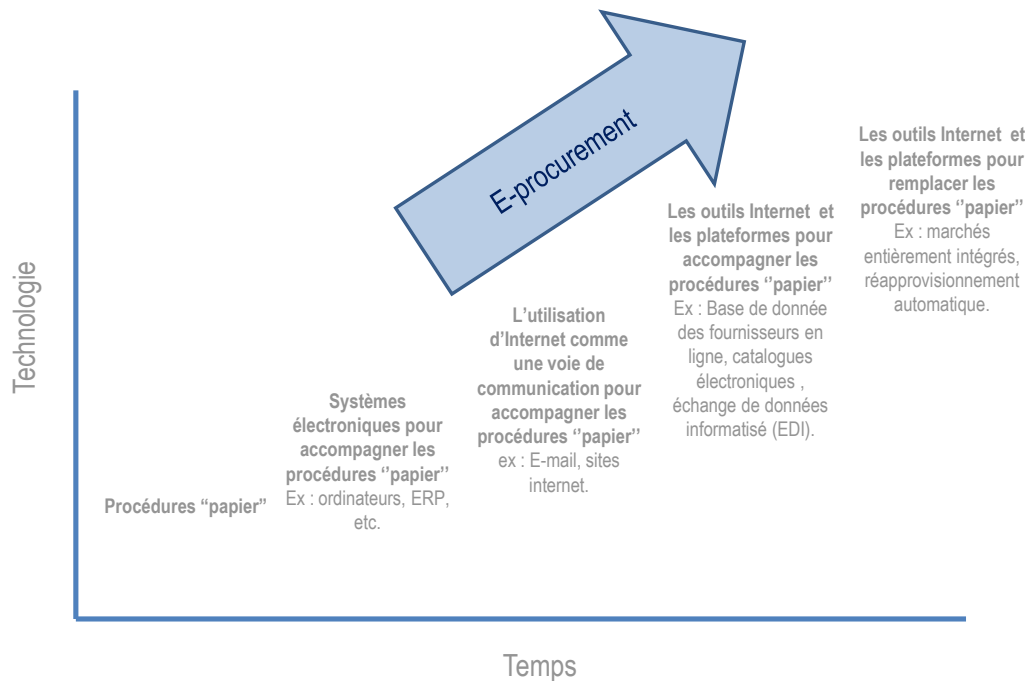 Technologie
Procédures “papier”
Systèmes
électroniques pour
accompagner les
procédures ‘’papier’’
Ex : ordinateurs, ERP,
etc.
L’utilisation
d’Internet comme
une voie de
communication pour
accompagner les
procédures ‘’papier’’
ex : E-mail, sites
internet.
E-procurement
Les outils Internet et
les plateformes pour
accompagner les
procédures ‘’papier’’
Ex : Base de donnée
des fournisseurs en
ligne, catalogues
électroniques ,
échange de données
informatisé (EDI).
Les outils Internet et
les plateformes pour
remplacer les
procédures ‘’papier’’
Ex : marchés
entièrement intégrés,
réapprovisionnement
automatique.
Temps